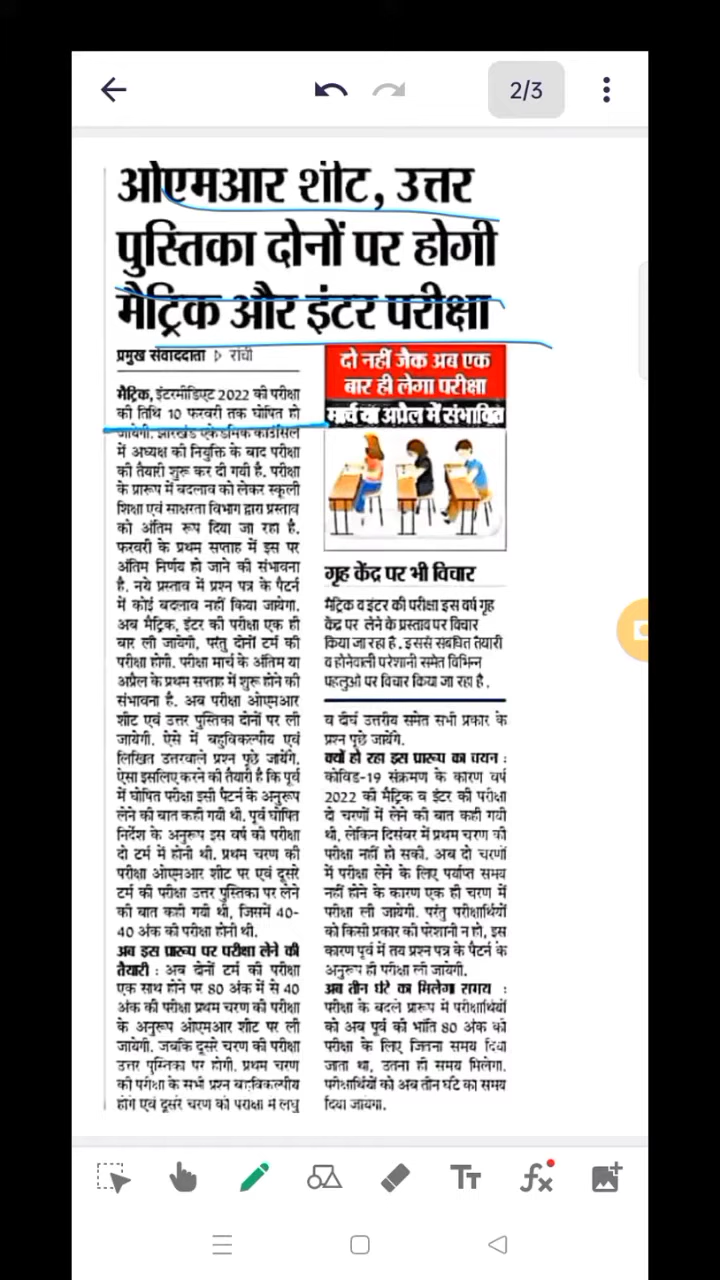 2/3
ओएमआर शीट, उत्तर
पुस्तिका दोनों पर होगी
मैट्रिक और इंटर परीक्षा
प्रमुख संवाददाता ▷ रांची
मैट्रिक, इंटरमीडिएट 2022 की परीक्षा
की तिथि 10 फरवरी तक घोषित हो
जायेगी. झारखंड एकेडमिक काउंसिल
में अध्यक्ष की नियुक्ति के बाद परीक्षा
की तैयारी शुरू कर दी गयी है. परीक्षा
के प्रारूप में बदलाव को लेकर स्कूली
शिक्षा एवं साक्षरता विभाग द्वारा प्रस्ताव
को अंतिम रूप दिया जा रहा है.
फरवरी के प्रथम सप्ताह में इस पर
अंतिम निर्णय हो जाने की संभावना
है. नये प्रस्ताव में प्रश्न पत्र के पैटर्न
में कोई बदलाव नहीं किया जायेगा.
अब मैट्रिक, इंटर की परीक्षा एक ही
बार ली जायेगी, परंतु दोनों टर्म की
परीक्षा होगी. परीक्षा मार्च के अंतिम या
अप्रैल के प्रथम सप्ताह में शुरू होने की
संभावना है. अब परीक्षा ओएमआर
शीट एवं उत्तर पुस्तिका दोनों पर ली
जायेगी. ऐसे में बहुविकल्पीय एवं
लिखित उत्तरवाले प्रश्न पूछे जायेंगे.
ऐसा इसलिए करने की तैयारी है कि पूर्व
में घोषित परीक्षा इसी पैटर्न के अनुरूप
लेने की बात कही गयी थी. पूर्व घोषित
निर्देश के अनुरूप इस वर्ष की परीक्षा
दो टर्म में होनी थी. प्रथम चरण की
परीक्षा ओएमआर शीट पर एवं दूसरे
टर्म की परीक्षा उत्तर पुस्तिका पर लेने
की बात कही गयी थी, जिसमें 40-
40 अंक की परीक्षा होनी थी.
अब इस प्रारूप पर परीक्षा लेने की
तैयारी : अब दोनों टर्म की परीक्षा
एक साथ होने पर 80 अंक में से 40
अंक की परीक्षा प्रथम चरण की परीक्षा
के अनुरूप ओएमआर शीट पर ली
जायेगी. जबकि दूसरे चरण की परीक्षा
उत्तर पुस्तिका पर होगी. प्रथम चरण
की परीक्षा के सभी प्रश्न बहुविकल्पीय
होंगे एवं दूसरे चरण की परीक्षा में लघु
दो नहीं जैक अब एक
बार ही लेगा परीक्षा
मार्च या अप्रैल में संभावित
गृह केंद्र पर भी विचार
मैट्रिक व इंटर की परीक्षा इस वर्ष गृह
केंद्र पर लेने के प्रस्ताव पर विचार
किया जा रहा है. इससे संबंधित तैयारी
व होनेवाली परेशानी समेत विभिन्न
पहलुओं पर विचार किया जा रहा है.
व दीर्घ उत्तरीय समेत सभी प्रकार के
प्रश्न पूछे जायेंगे.
क्यों हो रहा इस प्रारूप का चयन :
कोविड-19 संक्रमण के कारण वर्ष
2022 की मैट्रिक व इंटर की परीक्षा
दो चरणों में लेने की बात कही गयी
थी, लेकिन दिसंबर में प्रथम चरण की
परीक्षा नहीं हो सकी. अब दो चरणों
में परीक्षा लेने के लिए पर्याप्त समय
नहीं होने के कारण एक ही चरण में
परीक्षा ली जायेगी. परंतु परीक्षार्थियों
को किसी प्रकार की परेशानी न हो, इस
कारण पूर्व में तय प्रश्न पत्र के पैटर्न के
अनुरूप ही परीक्षा ली जायेगी.
अब तीन घंटे का मिलेगा समय :
परीक्षा के बदले प्रारूप में परीक्षार्थियों
को अब पूर्व की भांति 80 अंक की
परीक्षा के लिए जितना समय दिया
जाता था, उतना ही समय मिलेगा.
परीक्षार्थियों को अब तीन घंटे का समय
दिया जायेगा.
TT
fx